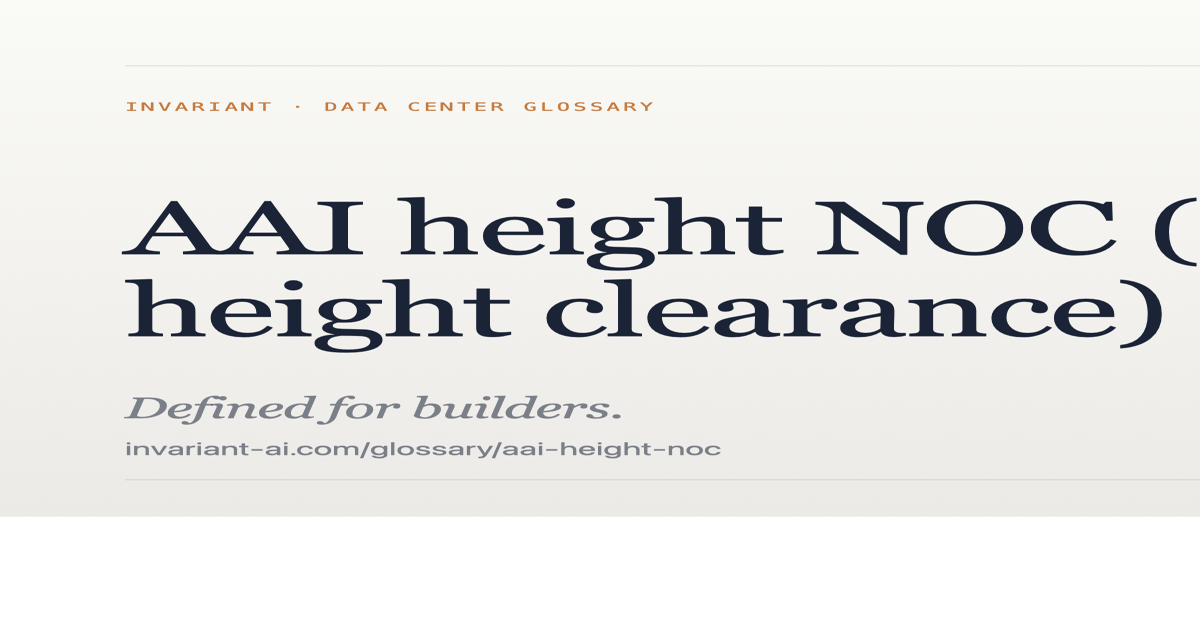 INVARIANT · DATA CENTER GLOSSARY
AAI height NOC (
height clearance)
Defined for builders.
invariant-ai.com/glossary/aai-height-noc